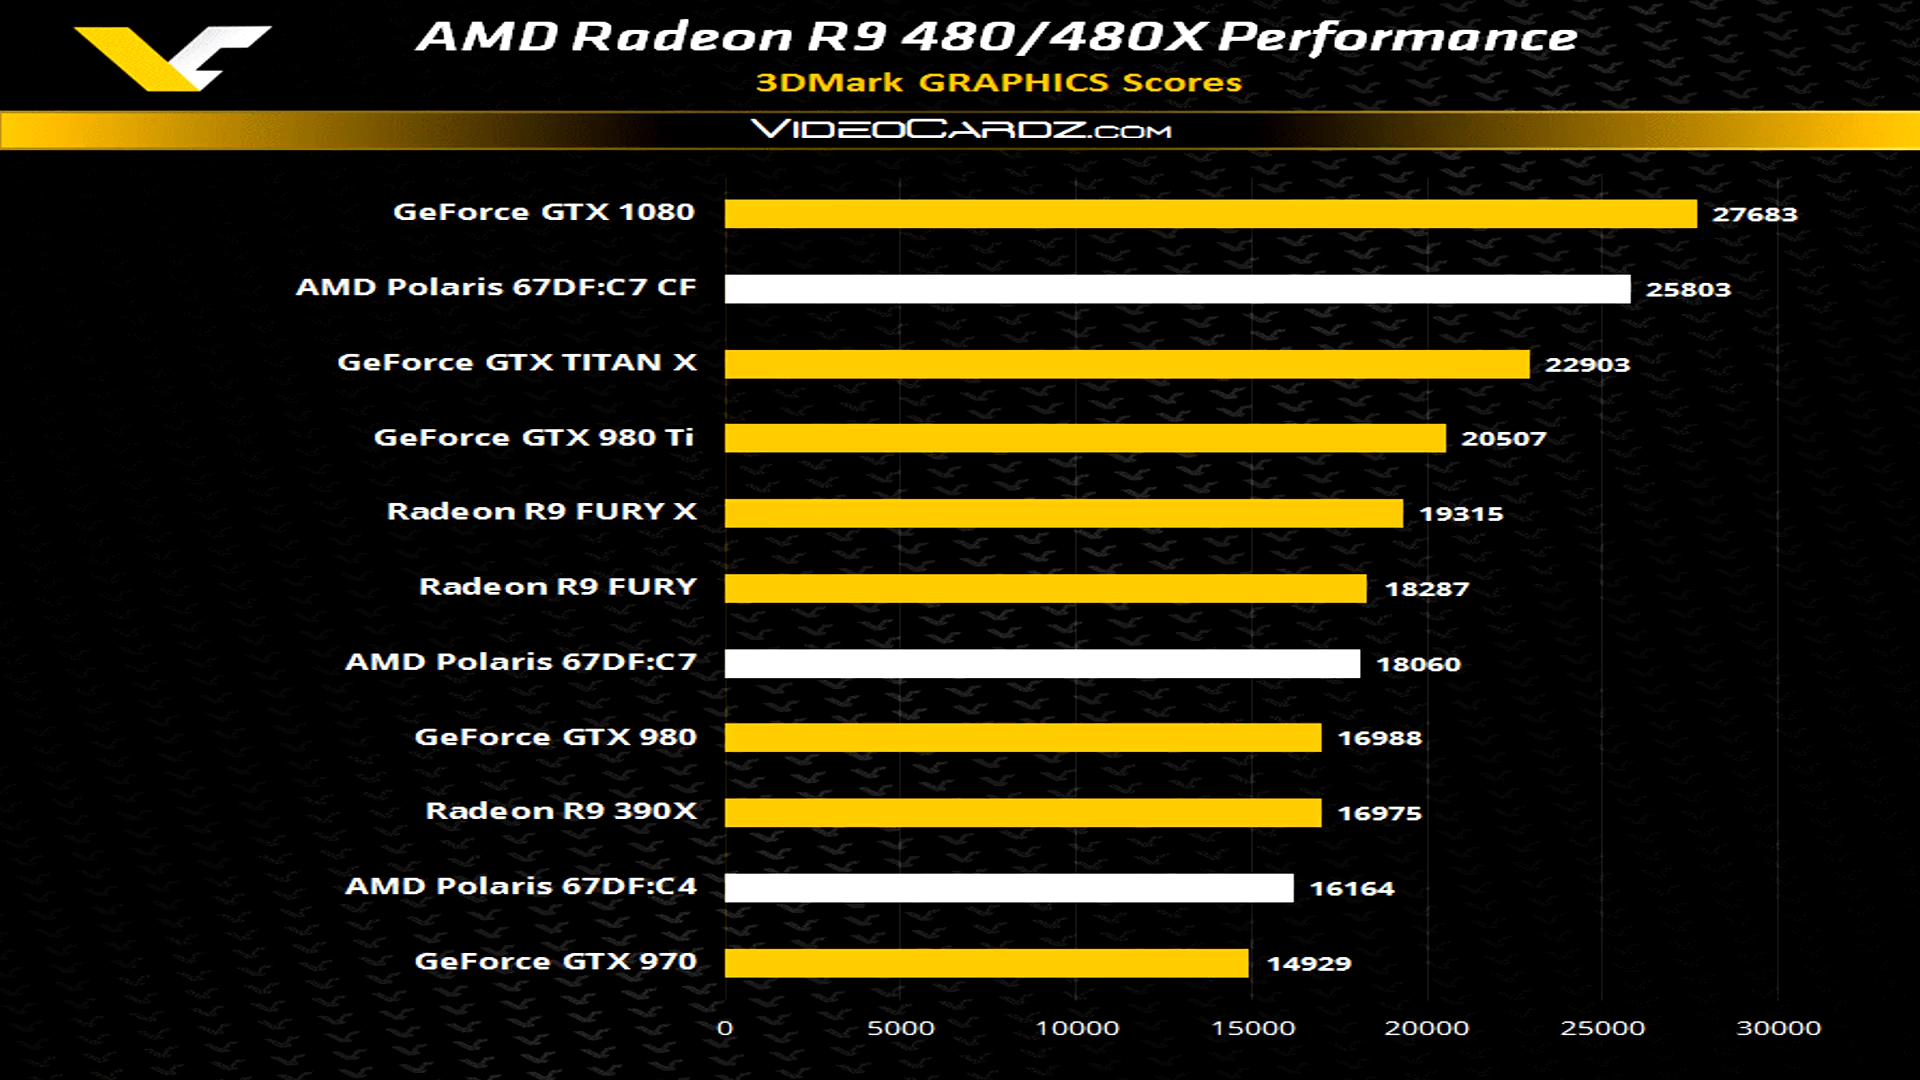 AMD Radeon R9 480/480X Performance
3DMark GRAPHICS Scores
VIDEOCARDZ.COM
GeForce GTX 1080 27683
AMD Polaris 67DF:C7 CF 25803
GeForce GTX TITAN X 22903
GeForce GTX 980 Ti 20507
Radeon R9 FURY X 19315
Radeon R9 FURY 18287
AMD Polaris 67DF:C7 18060
GeForce GTX 980 16988
Radeon R9 390X 16975
AMD Polaris 67DF:C4 16164
GeForce GTX 970 14929
0 5000 10000 15000 20000 25000 30000